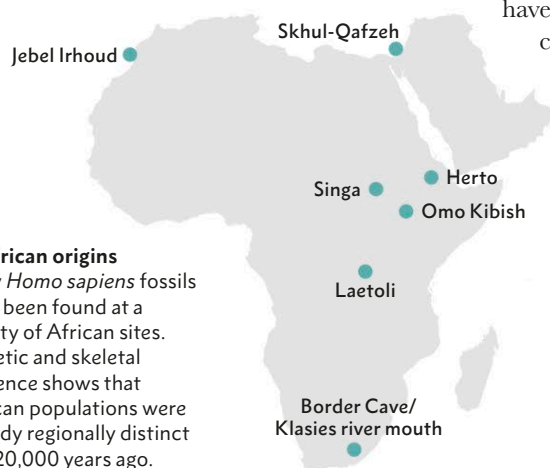 have
c
Skhul-Qafzeh
Jebel Irhoud
Herto
Singa
Omo Kibish
Laetoli
Border Cave/
Klasies river mouth
rican origins
Homo sapiens fossils
been found at a
ty of African sites.
etic and skeletal
ence shows that
can populations were
dy regionally distinct
20,000 years ago.